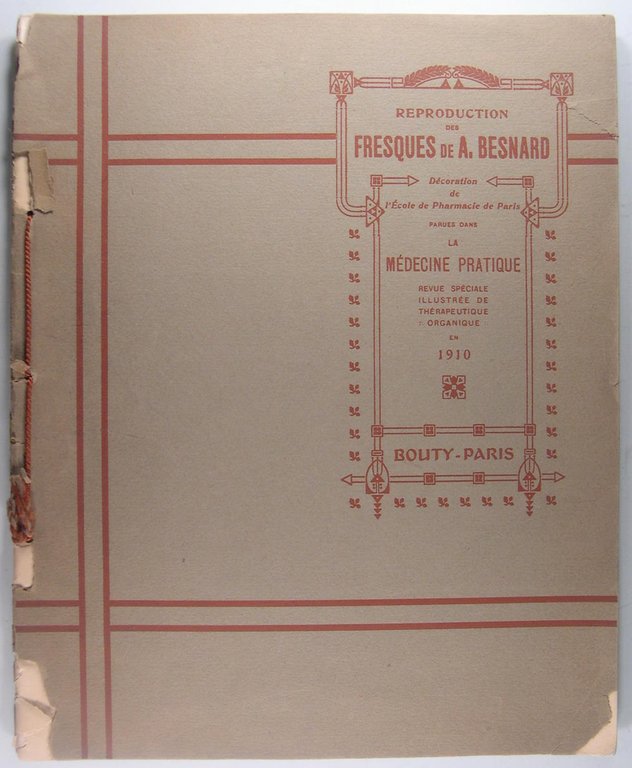 REPRODUCTION
DES
FRESQUES DE A. BESNARD
Décoration
de
l'École de Pharmacie de Paris
PARUES DANS
LA
MÉDECINE PRATIQUE
REVUE SPÉCIALE
ILLUSTRÉE DE
THÉRAPEUTIQUE
:: ORGANIQUE ::
EN
1910
BOUTY-PARIS